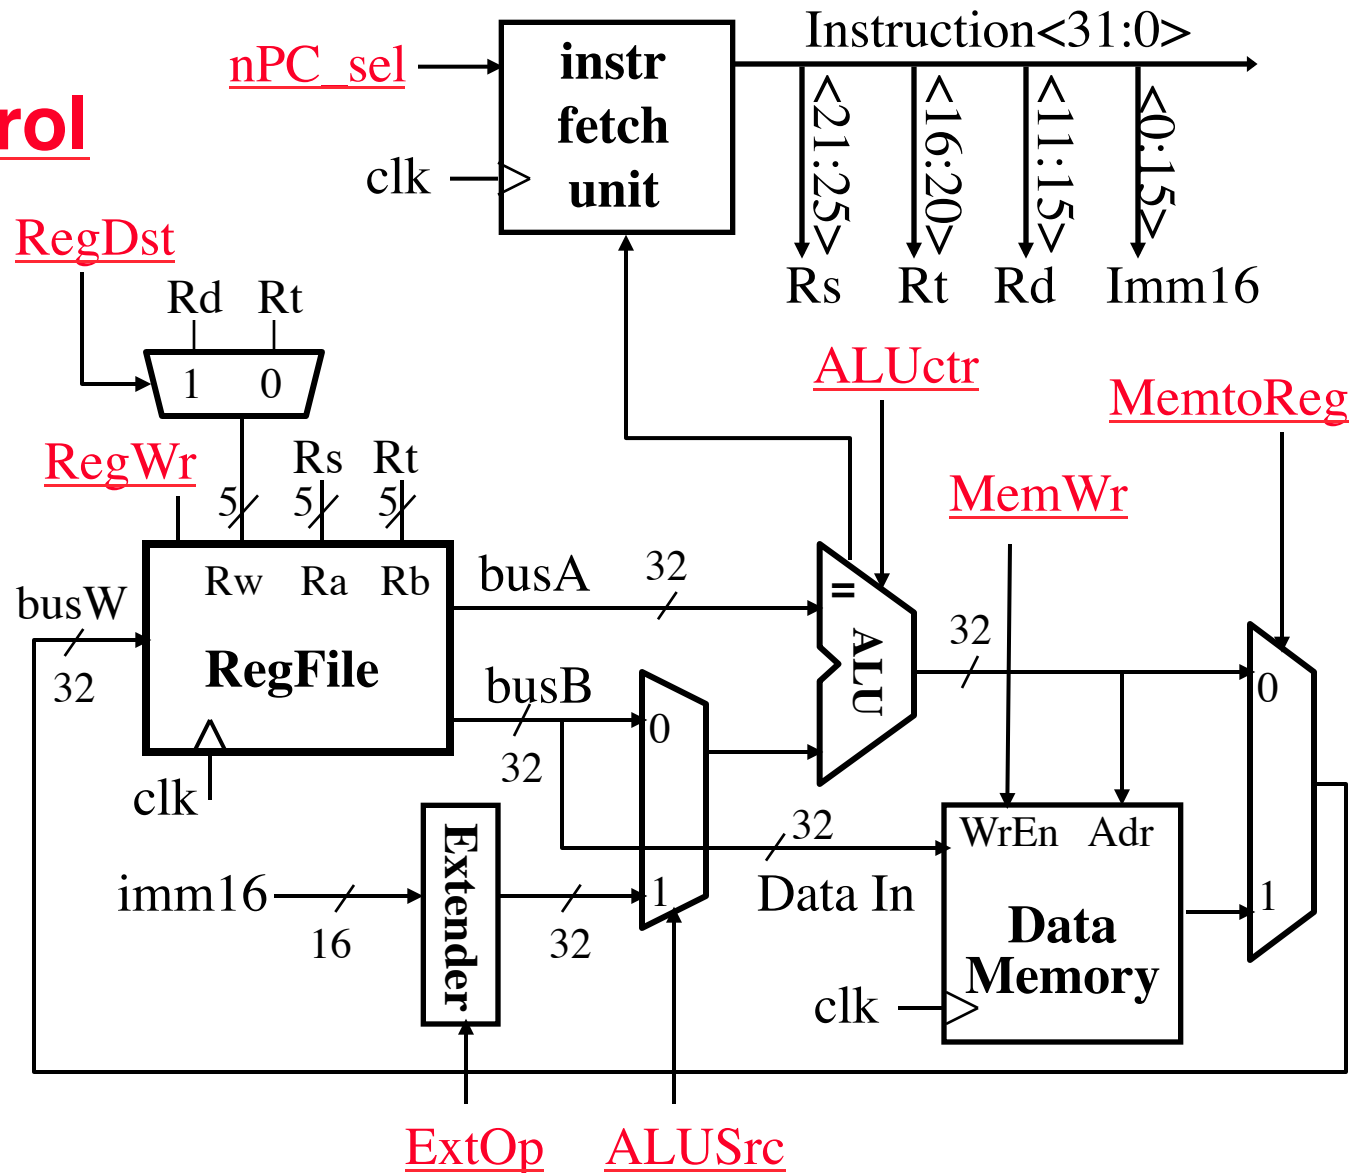 Instruction<31:0>
nPC_sel
instr
fetch
unit
clk
rol
<21:25>
<16:20>
<11:15>
<0:15>
Rs
Rt
Rd
Imm16
RegDst
Rd
Rt
1
0
ALUctr
MemtoReg
RegWr
Rs
Rt
5
5
5
MemWr
busW
32
Rw
Ra
Rb
RegFile
clk
busA
32
busB
32
0
1
=
ALU
32
0
1
imm16
16
Extender
32
32
Data In
WrEn
Adr
Data
Memory
clk
ExtOp
ALUSrc